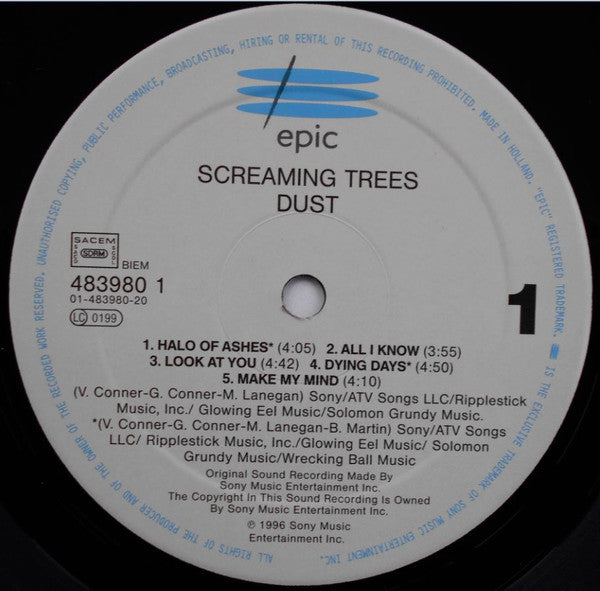 ALL RIGHTS OF THE PRODUCER AND OF THE OWNER OF THE RECORDED WORK RESERVED. UNAUTHORISED COPYING, PUBLIC PERFORMANCE, BROADCASTING, HIRING OR RENTAL OF THIS RECORDING PROHIBITED. MADE IN HOLLAND. "EPIC" REGISTERED TRADEMARK. IS THE EXCLUSIVE TRADEMARK OF SONY MUSIC ENTERTAINMENT INC.
epic
SCREAMING TREES
DUST
SACEM
SDRM
BIEM
483980 1
01-483980-20
LC 0199
1
1. HALO OF ASHES* (4:05) 2. ALL I KNOW (3:55)
3. LOOK AT YOU (4:42) 4. DYING DAYS* (4:50)
5. MAKE MY MIND (4:10)
(V. Conner-G. Conner-M. Lanegan) Sony/ATV Songs LLC/Ripplestick
Music, Inc./ Glowing Eel Music/Solomon Grundy Music.
*(V. Conner-G. Conner-M. Lanegan-B. Martin) Sony/ATV Songs
LLC/ Ripplestick Music, Inc./Glowing Eel Music/ Solomon
Grundy Music/Wrecking Ball Music
Original Sound Recording Made By
Sony Music Entertainment Inc.
The Copyright In This Sound Recording Is Owned
By Sony Music Entertainment Inc.
℗ 1996 Sony Music
Entertainment Inc.